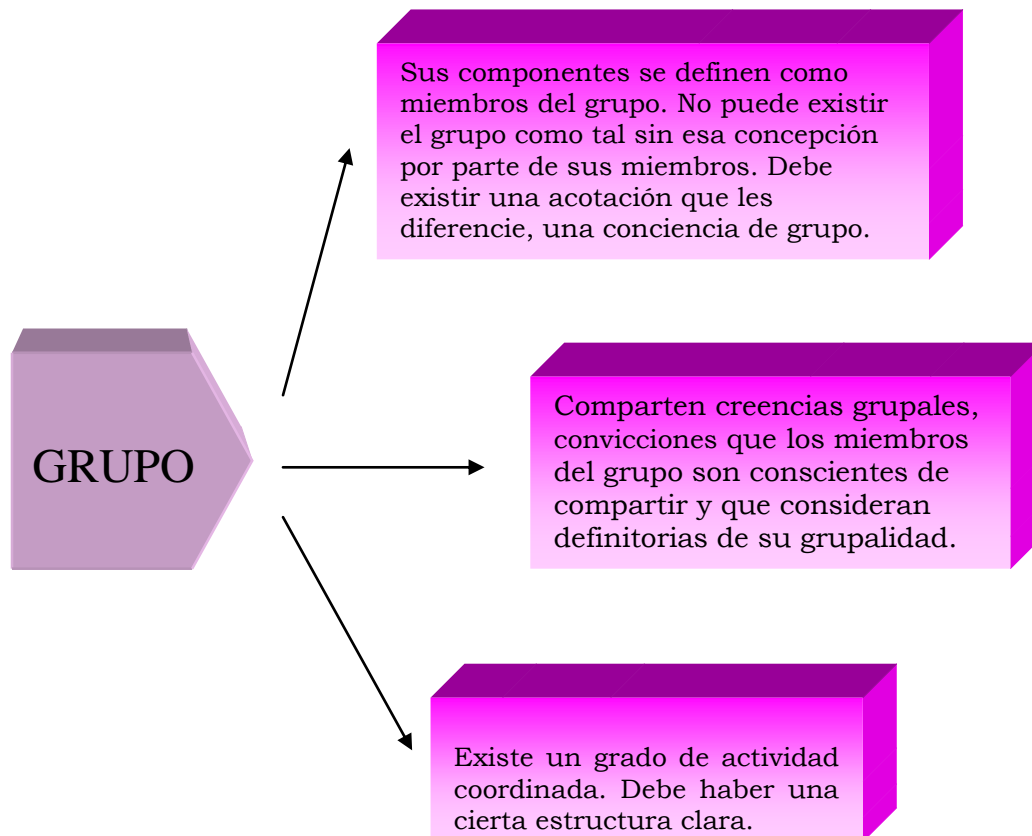 Sus componentes se definen como
miembros del grupo. No puede existir
el grupo como tal sin esa concepción
por parte de sus miembros. Debe
existir una acotación que les
diferencie, una conciencia de grupo.
GRUPO
Comparten creencias grupales,
convicciones que los miembros
del grupo son conscientes de
compartir y que consideran
definitorias de su grupalidad.
Existe un grado de actividad
coordinada. Debe haber una
cierta estructura clara.